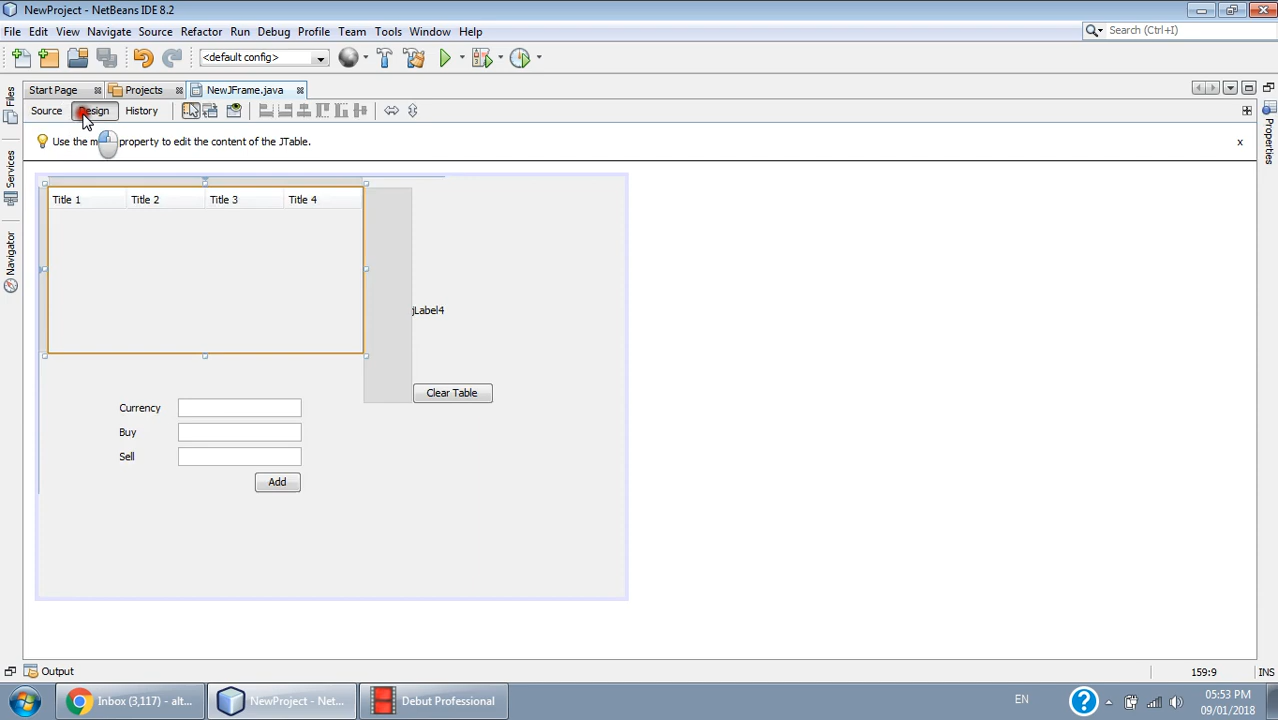 NewProject - NetBeans IDE 8.2
File Edit View Navigate Source Refactor Run Debug Profile Team Tools Window Help
Search (Ctrl+I)
<default config>
Start Page Projects NewJFrame.java
Source Design History
Use the m property to edit the content of the JTable.
x
Files
Services
Navigator
Properties
Title 1 Title 2 Title 3 Title 4
jLabel4
Clear Table
Currency
Buy
Sell
Add
Output
159:9 INS
Inbox (3,117) - alt... NewProject - Net... Debut Professional
EN
05:53 PM
09/01/2018